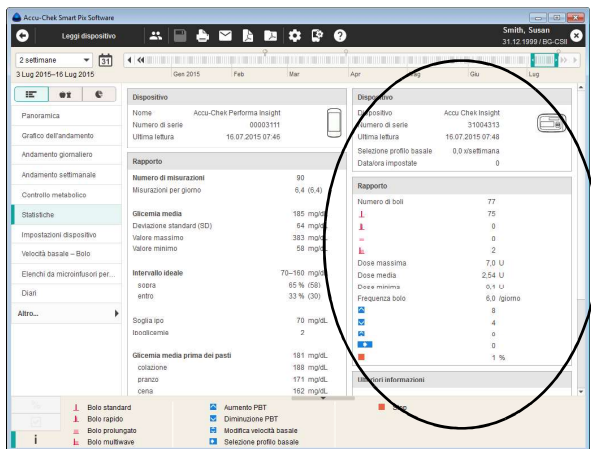 Accu-Chek Smart Pix Software
Leggi dispositivo
Smith, Susan
31.12.1999 / BG-CSII
2 settimane
31
3 Lug 2015–16 Lug 2015
Gen 2015 Feb Mar Apr Mag Giu Lug
Panoramica
Grafico dell'andamento
Andamento giornaliero
Andamento settimanale
Controllo metabolico
Statistiche
Impostazioni dispositivo
Velocità basale – Bolo
Elenchi da microinfusori per...
Diari
Altro...
Dispositivo
Nome Accu-Chek Performa Insight
Numero di serie 00003111
Ultima lettura 16.07.2015 07:46
Rapporto
Numero di misurazioni 90
Misurazioni per giorno 6,4 (6,4)
Glicemia media 185 mg/dL
Deviazione standard (SD) 64 mg/dL
Valore massimo 383 mg/dL
Valore minimo 58 mg/dL
Intervallo ideale 70–160 mg/dL
sopra 65 % (58)
entro 33 % (30)
Soglia ipo 70 mg/dL
Ipoglicemie 2
Glicemia media prima dei pasti 181 mg/dL
colazione 188 mg/dL
pranzo 171 mg/dL
cena 162 mg/dL
Dispositivo
Dispositivo Accu Chek Insight
Numero di serie 31004313
Ultima lettura 16.07.2015 07:48
Selezione profilo basale 0,0 x/settimana
Data/ora impostate 0
Rapporto
Numero di boli 77
75
0
0
2
Dose massima 7,0 U
Dose media 2,54 U
Dose minima 0,1 U
Frequenza bolo 6,0 /giorno
8
4
0
0
1 %
Ulteriori informazioni
Bolo standard
Bolo rapido
Bolo prolungato
Bolo multiwave
Aumento PBT
Diminuzione PBT
Modifica velocità basale
Selezione profilo basale
Stop
i